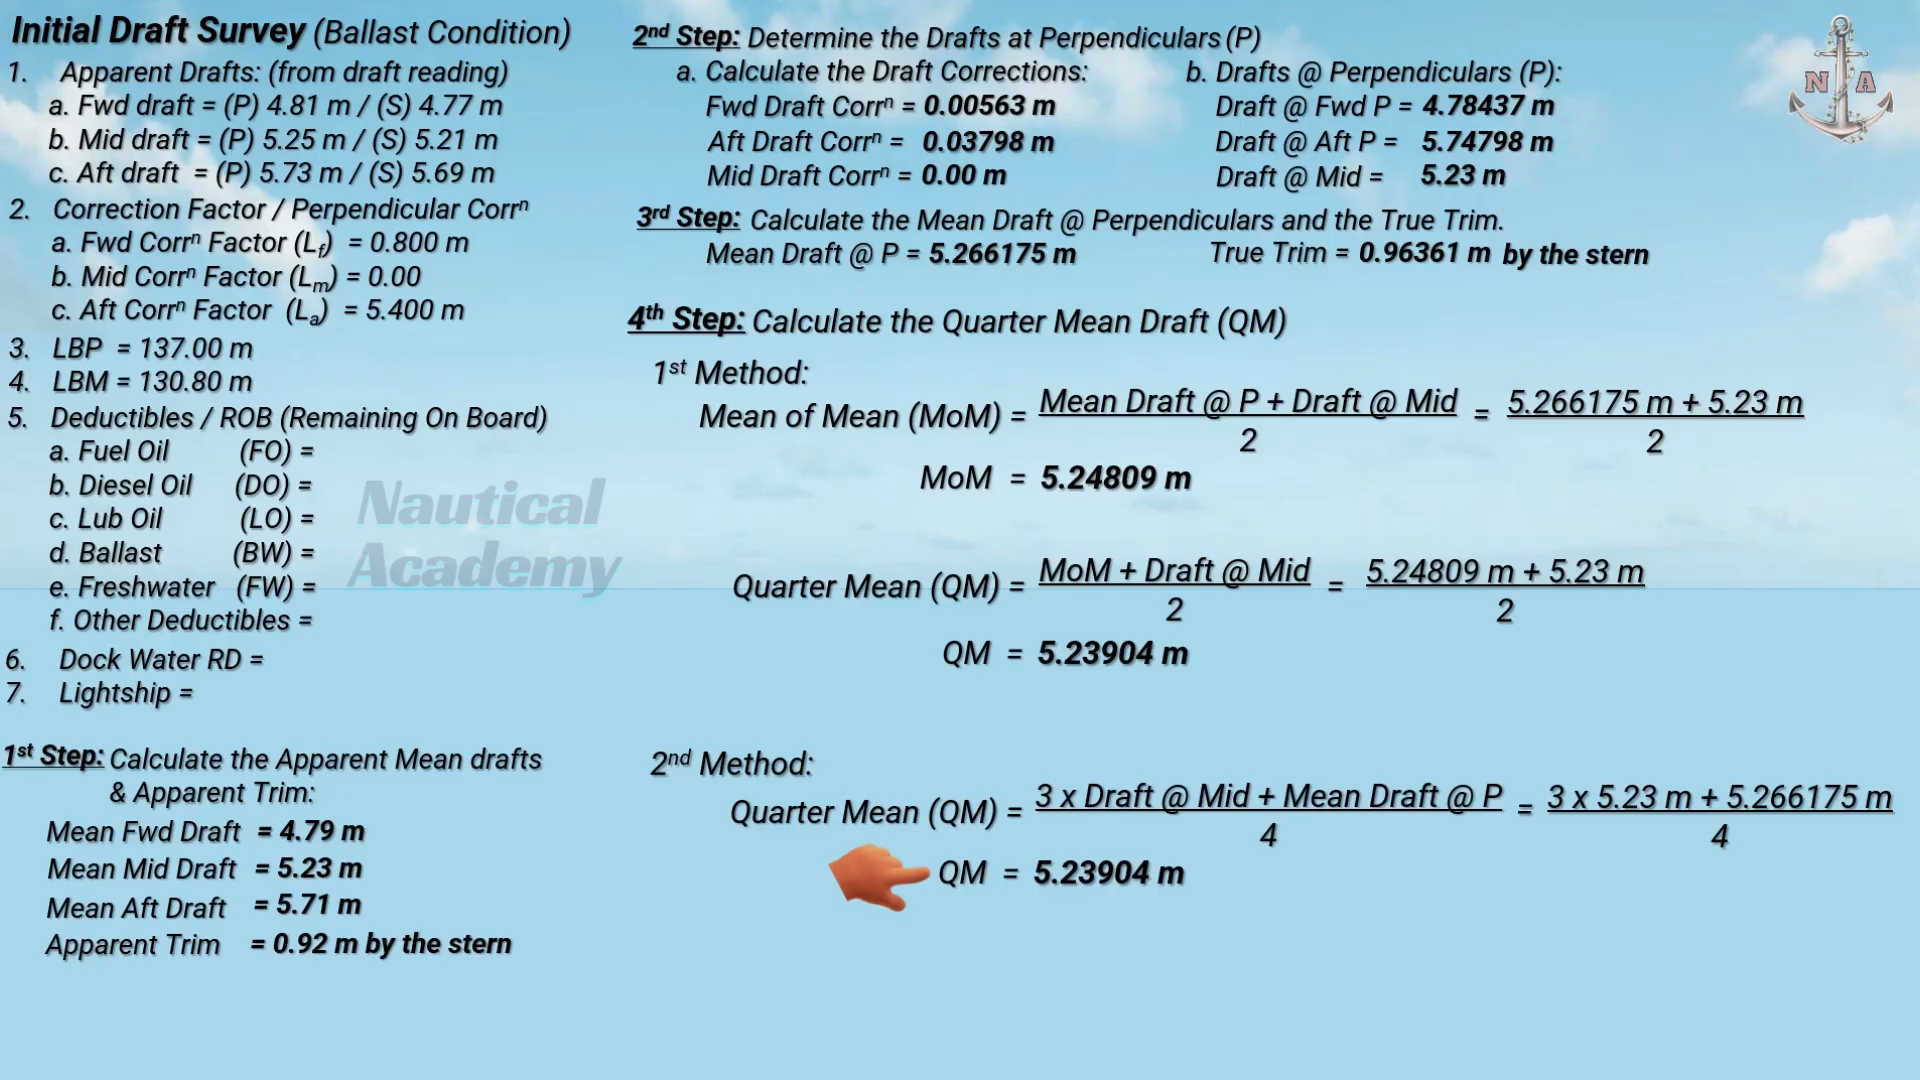 Initial Draft Survey (Ballast Condition)
1. Apparent Drafts: (from draft reading)
a. Fwd draft = (P) 4.81 m / (S) 4.77 m
b. Mid draft = (P) 5.25 m / (S) 5.21 m
c. Aft draft = (P) 5.73 m / (S) 5.69 m
2. Correction Factor / Perpendicular Corrⁿ
a. Fwd Corrⁿ Factor (Lf) = 0.800 m
b. Mid Corrⁿ Factor (Lm) = 0.00
c. Aft Corrⁿ Factor (La) = 5.400 m
3. LBP = 137.00 m
4. LBM = 130.80 m
5. Deductibles / ROB (Remaining On Board)
a. Fuel Oil (FO) =
b. Diesel Oil (DO) =
c. Lub Oil (LO) =
d. Ballast (BW) =
e. Freshwater (FW) =
f. Other Deductibles =
6. Dock Water RD =
7. Lightship =
Nautical
Academy
1st Step: Calculate the Apparent Mean drafts
& Apparent Trim:
Mean Fwd Draft = 4.79 m
Mean Mid Draft = 5.23 m
Mean Aft Draft = 5.71 m
Apparent Trim = 0.92 m by the stern
2nd Step: Determine the Drafts at Perpendiculars (P)
a. Calculate the Draft Corrections:
Fwd Draft Corrⁿ = 0.00563 m
Aft Draft Corrⁿ = 0.03798 m
Mid Draft Corrⁿ = 0.00 m
b. Drafts @ Perpendiculars (P):
Draft @ Fwd P = 4.78437 m
Draft @ Aft P = 5.74798 m
Draft @ Mid = 5.23 m
3rd Step: Calculate the Mean Draft @ Perpendiculars and the True Trim.
Mean Draft @ P = 5.266175 m True Trim = 0.96361 m by the stern
4th Step: Calculate the Quarter Mean Draft (QM)
1st Method:
Mean of Mean (MoM) = Mean Draft @ P + Draft @ Mid = 5.266175 m + 5.23 m
2 2
MoM = 5.24809 m
Quarter Mean (QM) = MoM + Draft @ Mid = 5.24809 m + 5.23 m
2 2
QM = 5.23904 m
2nd Method:
Quarter Mean (QM) = 3 x Draft @ Mid + Mean Draft @ P = 3 x 5.23 m + 5.266175 m
4 4
QM = 5.23904 m
N A